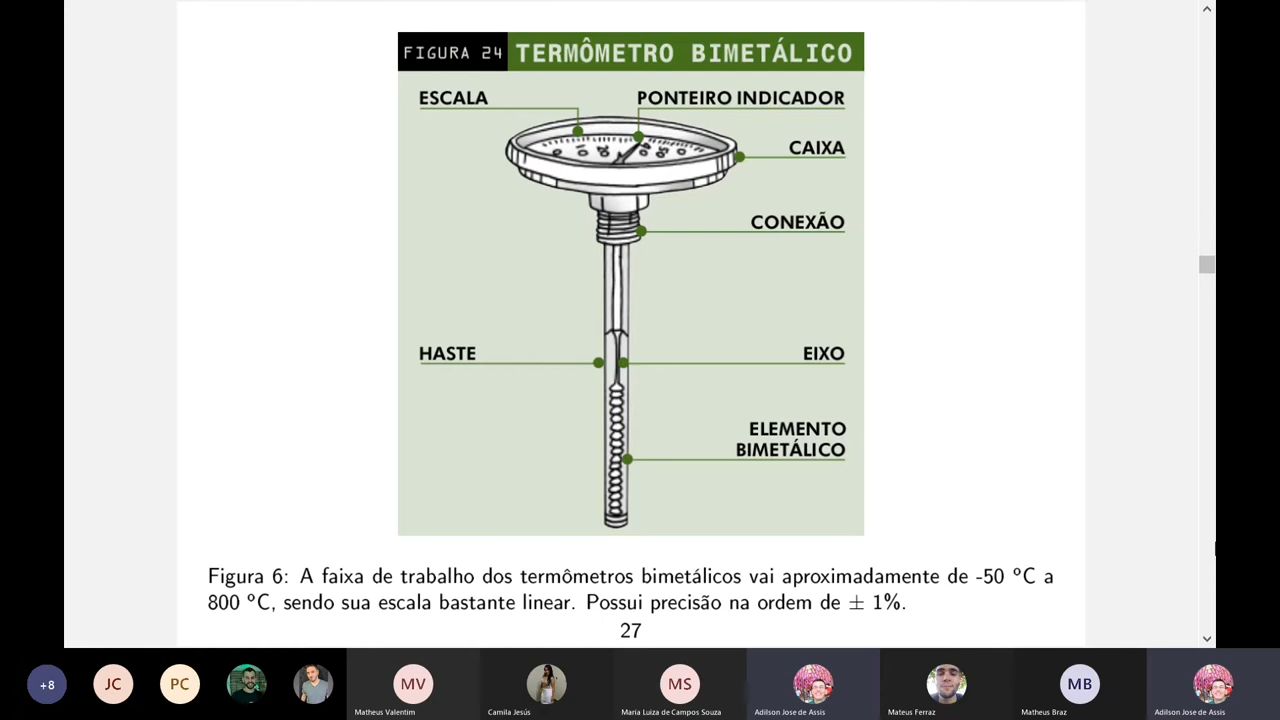 FIGURA 24 TERMÔMETRO BIMETÁLICO
ESCALA
PONTEIRO INDICADOR
CAIXA
CONEXÃO
HASTE
EIXO
ELEMENTO
BIMETÁLICO
Figura 6: A faixa de trabalho dos termômetros bimetálicos vai aproximadamente de -50 ºC a
800 ºC, sendo sua escala bastante linear. Possui precisão na ordem de ± 1%.
27
+8
JC
PC
MV
MS
MB
Matheus Valentim
Camila Jesús
Maria Luiza de Campos Souza
Adilson Jose de Assis
Mateus Ferraz
Matheus Braz
Adilson Jose de Assis